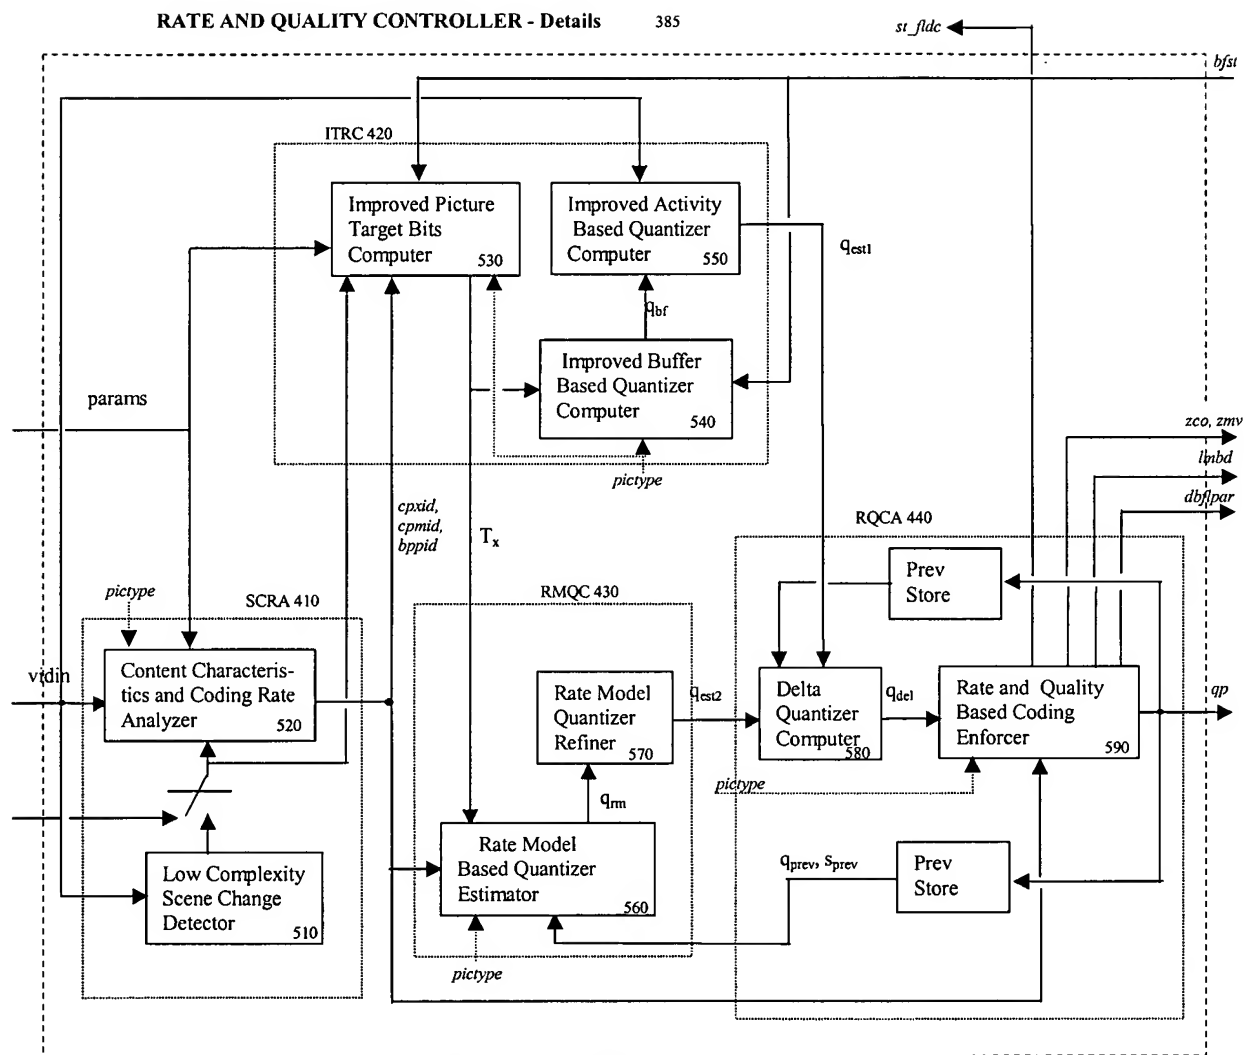 RATE AND QUALITY CONTROLLER - Details 385
st_fldc
bfst
ITRC 420
Improved Picture
Target Bits
Computer
530
Improved Activity
Based Quantizer
Computer
550
qest1
qbf
Improved Buffer
Based Quantizer
Computer
540
params
pictype
zco, zmv
lmbd
dbflpar
cpxid,
cpmid,
bppid
Tx
RQCA 440
Prev
Store
pictype
SCRA 410
RMQC 430
vidin
Content Characteris-
tics and Coding Rate
Analyzer
520
Rate Model
Quantizer
Refiner
570
qest2
Delta
Quantizer
Computer
580
qdel
Rate and Quality
Based Coding
Enforcer
590
qp
pictype
qrm
Low Complexity
Scene Change
Detector
510
Rate Model
Based Quantizer
Estimator
560
qprev, sprev
Prev
Store
pictype